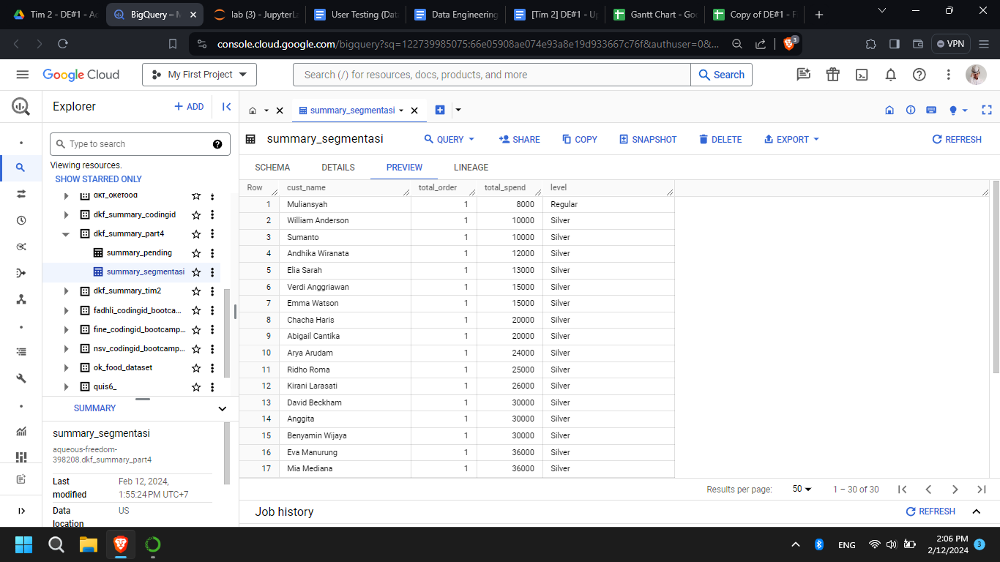 Tim 2 - DE#1 - Ac
BigQuery – M
lab (3) - JupyterLa
User Testing (Data
Data Engineering
[Tim 2] DE#1 - Up
Gantt Chart - Goo
Copy of DE#1 - F
console.cloud.google.com/bigquery?sq=122739985075:66e05908ae074e93a8e19d933667c76f&authuser=0&...
3
VPN
Google Cloud
My First Project
Search (/) for resources, docs, products, and more
Search
Explorer
+ ADD
summary_segmentasi
Type to search
Viewing resources.
SHOW STARRED ONLY
dkf_okefood
dkf_summary_codingid
dkf_summary_part4
summary_pending
summary_segmentasi
dkf_summary_tim2
fadhli_codingid_bootca...
fine_codingid_bootcamp...
nsv_codingid_bootcamp...
ok_food_dataset
quis6_
SUMMARY
summary_segmentasi
aqueous-freedom-
398208.dkf_summary_part4
Last modified Feb 12, 2024, 1:55:24 PM UTC+7
Data location US
summary_segmentasi
QUERY SHARE COPY SNAPSHOT DELETE EXPORT REFRESH
SCHEMA DETAILS PREVIEW LINEAGE
Row cust_name total_order total_spend level
1 Muliansyah 1 8000 Regular
2 William Anderson 1 10000 Silver
3 Sumanto 1 10000 Silver
4 Andhika Wiranata 1 12000 Silver
5 Elia Sarah 1 13000 Silver
6 Verdi Anggriawan 1 15000 Silver
7 Emma Watson 1 15000 Silver
8 Chacha Haris 1 20000 Silver
9 Abigail Cantika 1 20000 Silver
10 Arya Arudam 1 24000 Silver
11 Ridho Roma 1 25000 Silver
12 Kirani Larasati 1 26000 Silver
13 David Beckham 1 30000 Silver
14 Anggita 1 30000 Silver
15 Benyamin Wijaya 1 30000 Silver
16 Eva Manurung 1 36000 Silver
17 Mia Mediana 1 36000 Silver
Results per page: 50 1 – 30 of 30
Job history
REFRESH
ENG
2:06 PM
2/12/2024
3